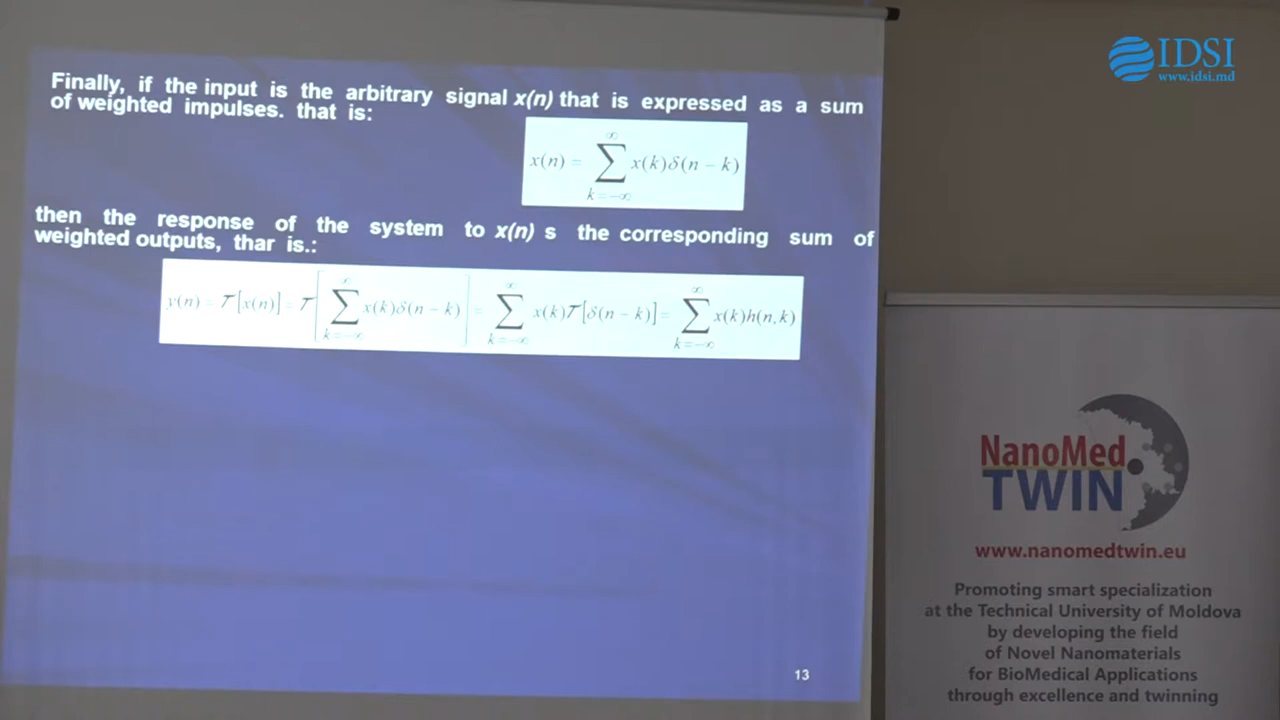 Finally, if the input is the arbitrary signal x(n) that is expressed as a sum
of weighted impulses. that is:
x(n) = ∑_{k=-∞}^{∞} x(k)δ(n - k)
then the response of the system to x(n) s the corresponding sum of
weighted outputs, thar is.:
y(n) = T[x(n)] = T[∑_{k=-∞}^{∞} x(k)δ(n - k)] = ∑_{k=-∞}^{∞} x(k)T[δ(n - k)] = ∑_{k=-∞}^{∞} x(k)h(n,k)
13
IDSI
www.idsi.md
NanoMed
TWIN
www.nanomedtwin.eu
Promoting smart specialization
at the Technical University of Moldova
by developing the field
of Novel Nanomaterials
for BioMedical Applications
through excellence and twinning